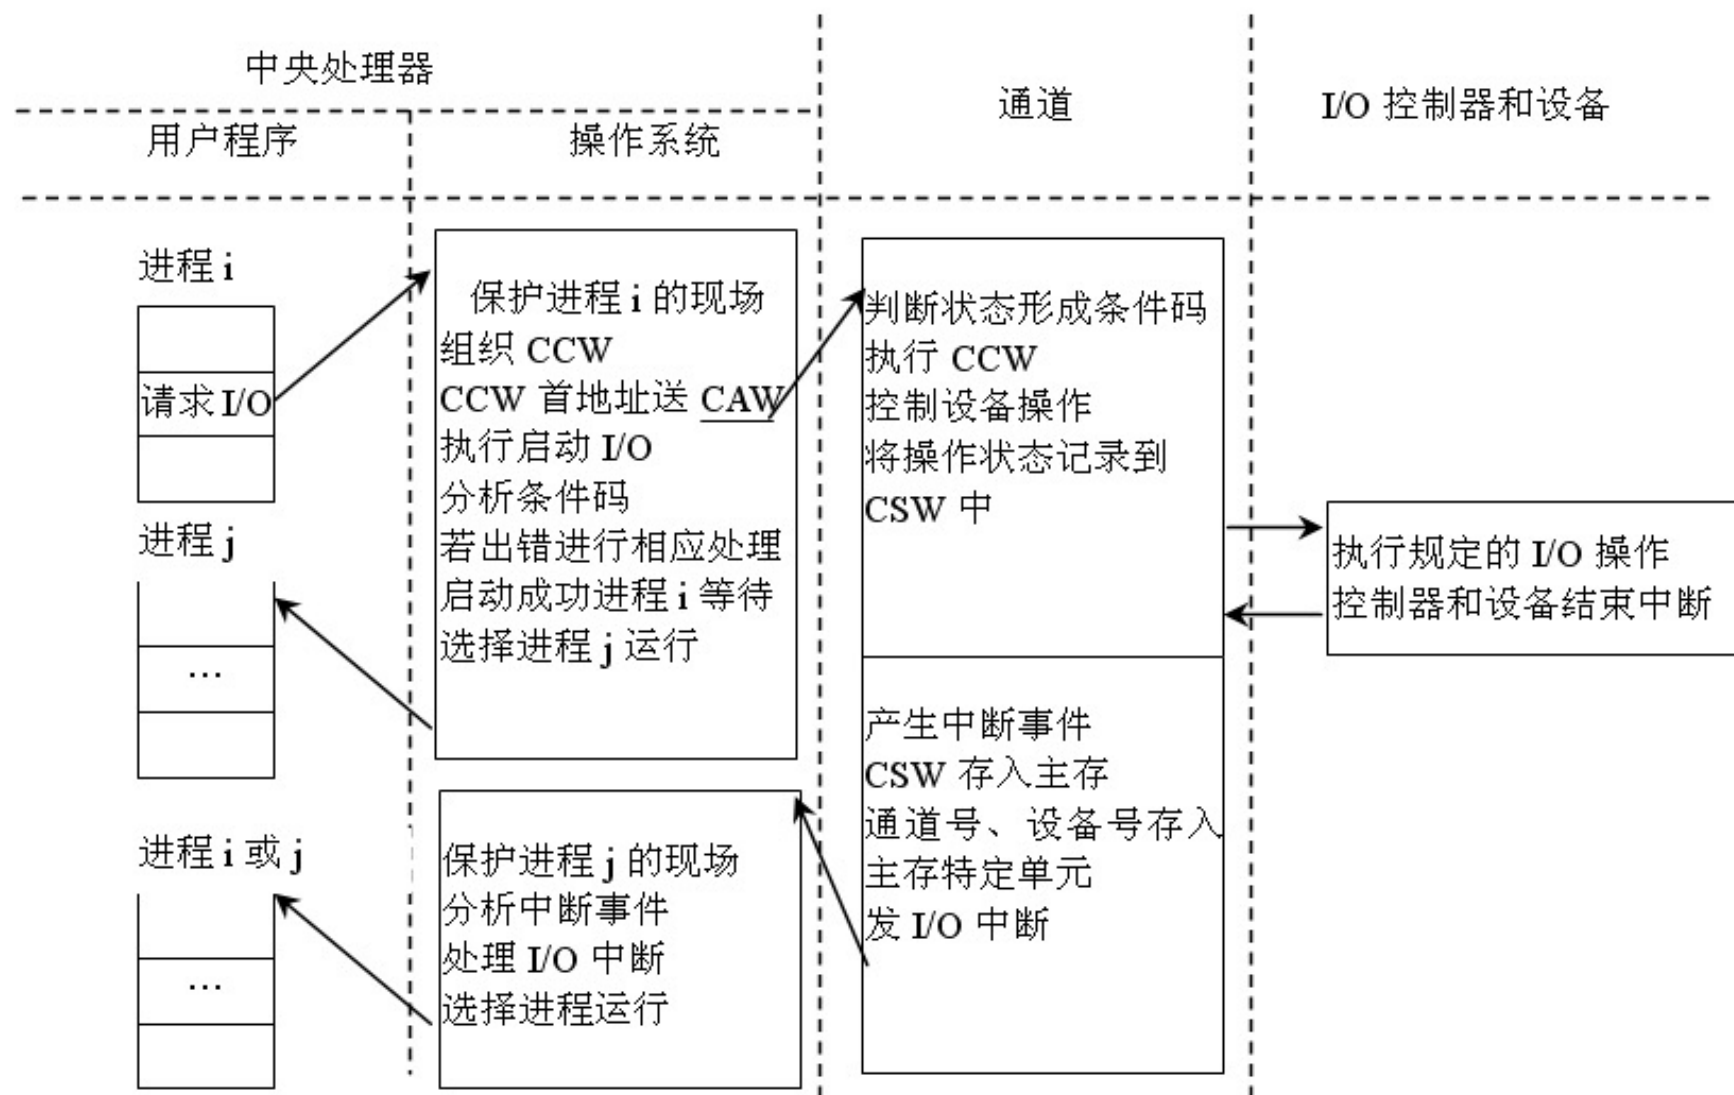 中央处理器
通道
I/O 控制器和设备
用户程序
操作系统
进程 i
请求 I/O
进程 j
...
进程 i 或 j
...
保护进程 i 的现场
组织 CCW
CCW 首地址送 CAW
执行启动 I/O
分析条件码
若出错进行相应处理
启动成功进程 i 等待
选择进程 j 运行
保护进程 j 的现场
分析中断事件
处理 I/O 中断
选择进程运行
判断状态形成条件码
执行 CCW
控制设备操作
将操作状态记录到
CSW 中
产生中断事件
CSW 存入主存
通道号、设备号存入
主存特定单元
发 I/O 中断
执行规定的 I/O 操作
控制器和设备结束中断